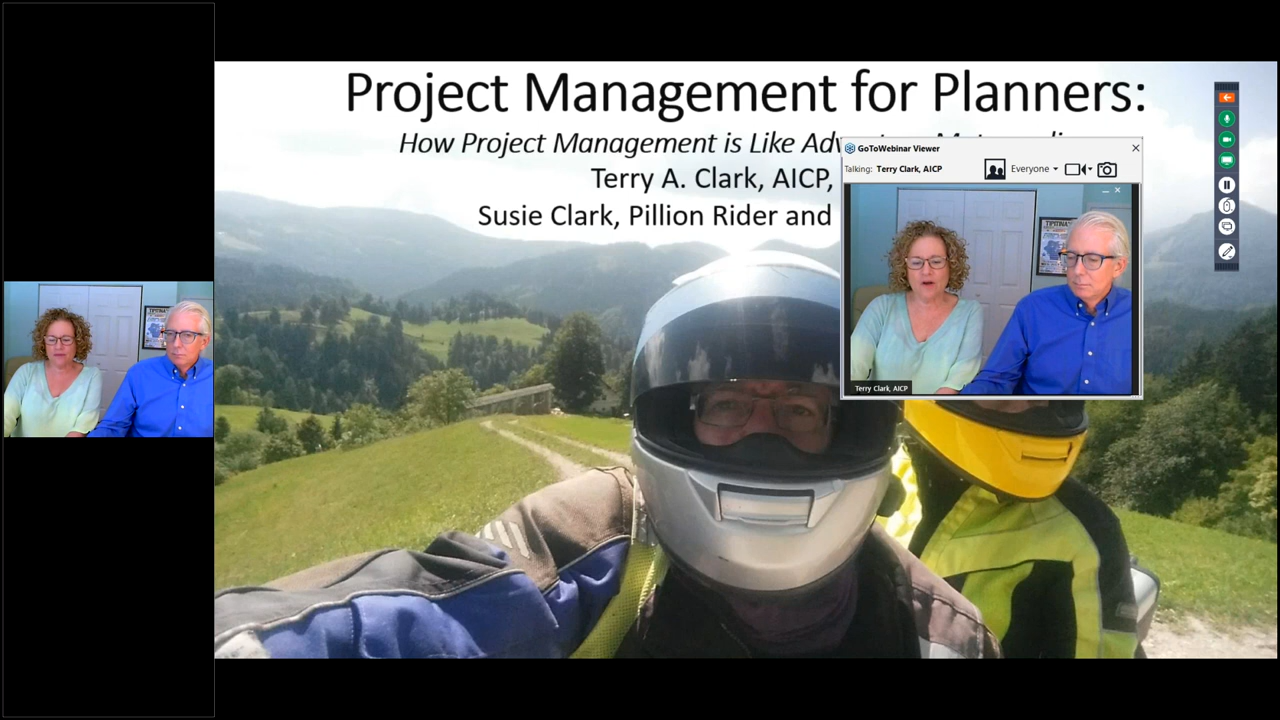 Project Management for Planners:
How Project Management is Like
Terry A. Clark, AICP,
Susie Clark, Pillion Rider and
GoToWebinar Viewer
Talking: Terry Clark, AICP
Everyone
Terry Clark, AICP